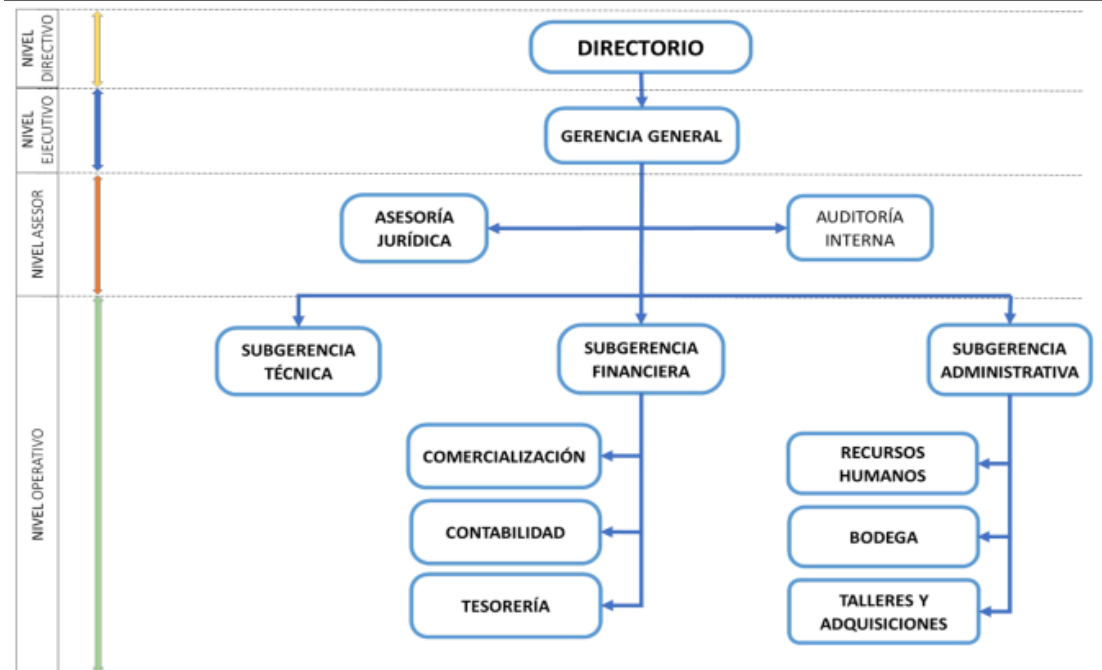 NIVEL
DIRECTIVO
DIRECTORIO
NIVEL
EJECUTIVO
GERENCIA GENERAL
NIVEL ASESOR
ASESORÍA
JURÍDICA
AUDITORÍA
INTERNA
NIVEL OPERATIVO
SUBGERENCIA
TÉCNICA
SUBGERENCIA
FINANCIERA
SUBGERENCIA
ADMINISTRATIVA
COMERCIALIZACIÓN
CONTABILIDAD
TESORERÍA
RECURSOS
HUMANOS
BODEGA
TALLERES Y
ADQUISICIONES